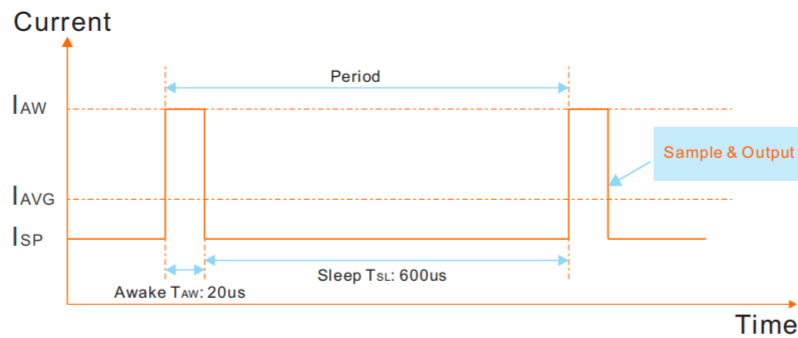 Current
Period
IAW
Sample & Output
IAVG
ISP
Sleep TSL: 600us
Awake TAW: 20us
Time